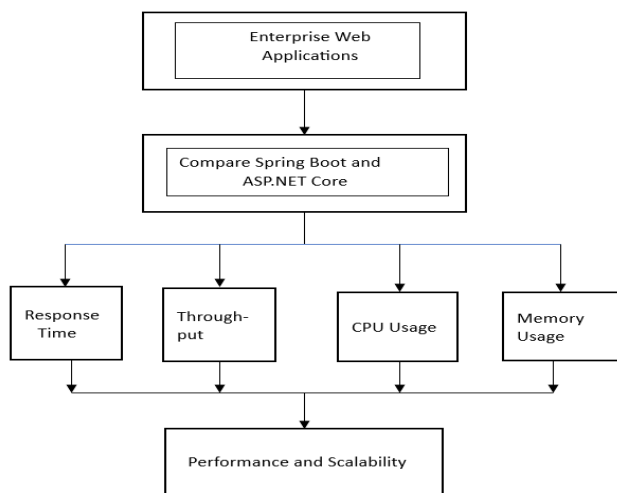 Enterprise Web
Applications
Compare Spring Boot and
ASP.NET Core
Response
Time
Through-
put
CPU Usage
Memory
Usage
Performance and Scalability